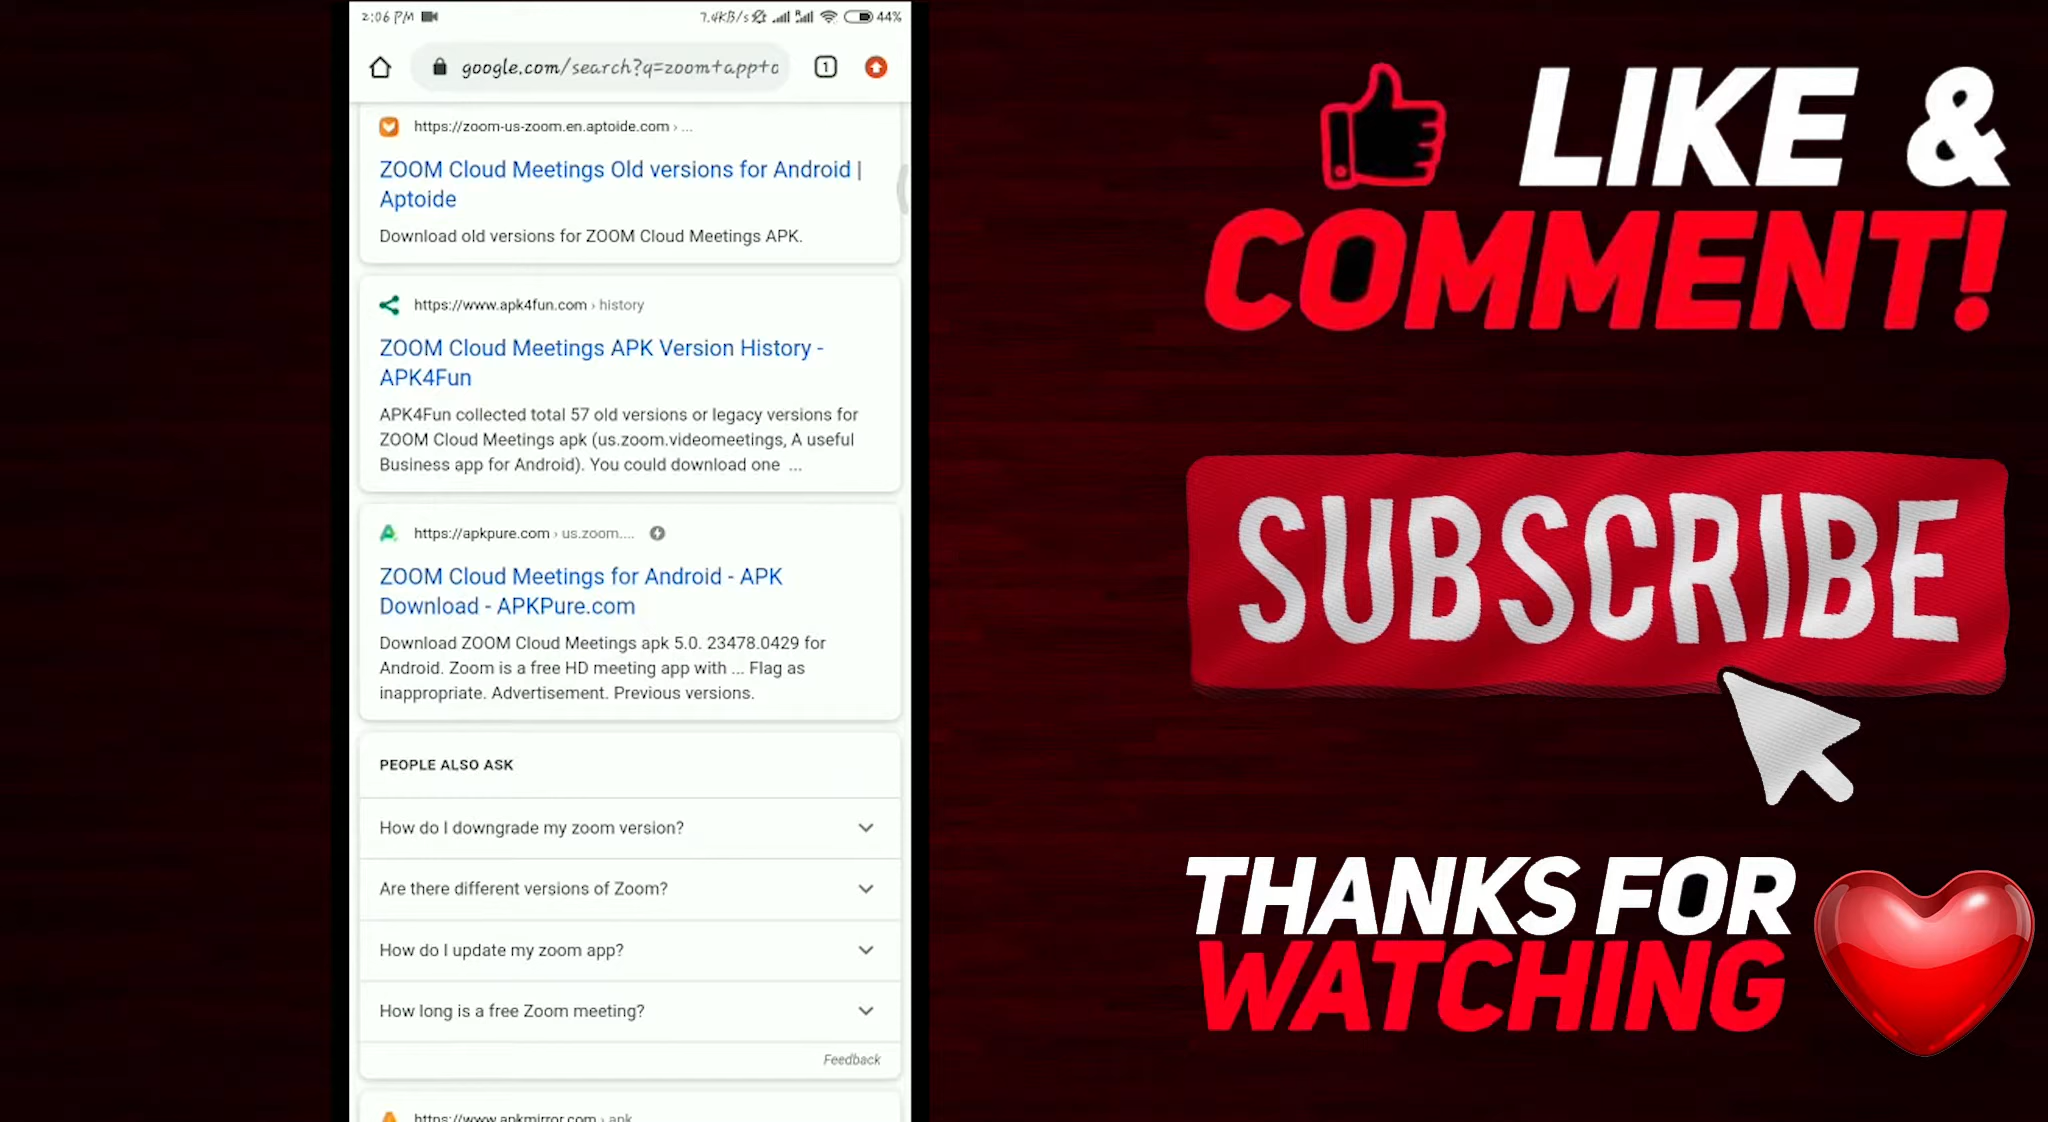 2:06 PM
7.4KB/s
44%
google.com/search?q=zoom+app+o
1
https://zoom-us-zoom.en.aptoide.com › ...
ZOOM Cloud Meetings Old versions for Android |
Aptoide
Download old versions for ZOOM Cloud Meetings APK.
https://www.apk4fun.com › history
ZOOM Cloud Meetings APK Version History -
APK4Fun
APK4Fun collected total 57 old versions or legacy versions for
ZOOM Cloud Meetings apk (us.zoom.videomeetings, A useful
Business app for Android). You could download one ...
https://apkpure.com › us.zoom....
ZOOM Cloud Meetings for Android - APK
Download - APKPure.com
Download ZOOM Cloud Meetings apk 5.0. 23478.0429 for
Android. Zoom is a free HD meeting app with ... Flag as
inappropriate. Advertisement. Previous versions.
PEOPLE ALSO ASK
How do I downgrade my zoom version?
Are there different versions of Zoom?
How do I update my zoom app?
How long is a free Zoom meeting?
Feedback
https://www.apkmirror.com › apk
LIKE &
COMMENT!
SUBSCRIBE
THANKS FOR
WATCHING